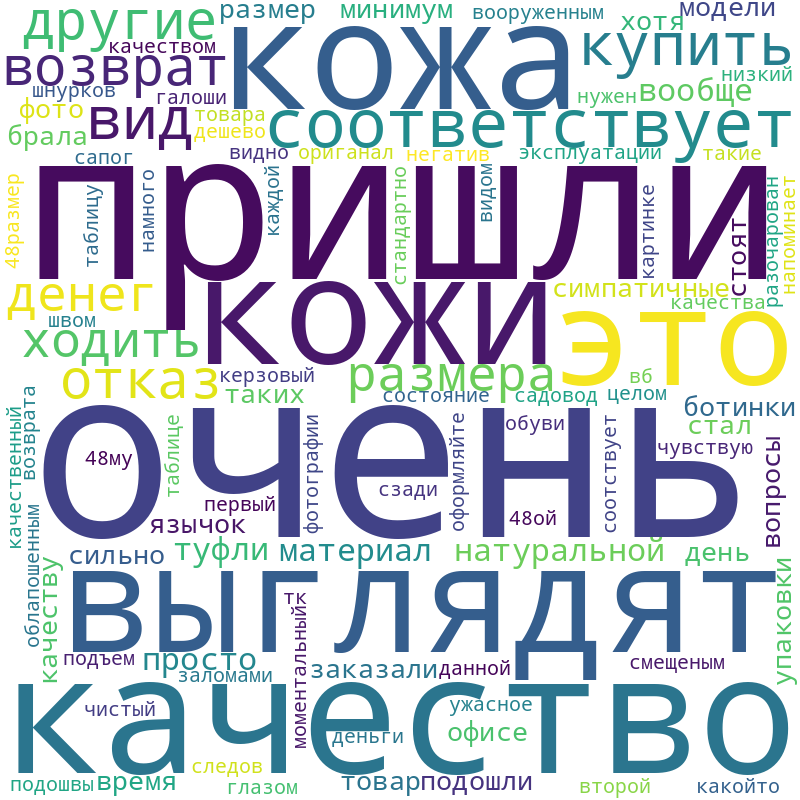 размер
минимум
вооруженным
модели
другие
кожа
хотя
качеством
купить
возврат
низкий
шнурков
галоши
нужен
вообще
фото
вид
товара
соответствует
брала
дешево
сапог
видно
ориганал
негатив
эксплуатации
такие
48размер
таблицу
намного
каждой
пришли
стандартно
видом
картинке
стоят
разочарован
напоминает
денег
кожи
симпатичные
качества
это
швом
ходить
отказ
керзовый
размера
вб
таких
состояние
садовод
целом
ботинки
качественный
возврата
очень
таблице
фотографии
обуви
оформляйте
соотствует
стал
чувствую
вопросы
48му
сзади
первый
48ой
язычок
облапошенным
качеству
сильно
туфли
материал
натуральной
день
упаковки
выглядят
тк
моментальныйк
подъем
просто
заломами
заказали
данной
смещеным
качество
чистый
ужасное
деньги
офисе
следов
подошвы
время
глазом
товар
подошли
второй
какойто